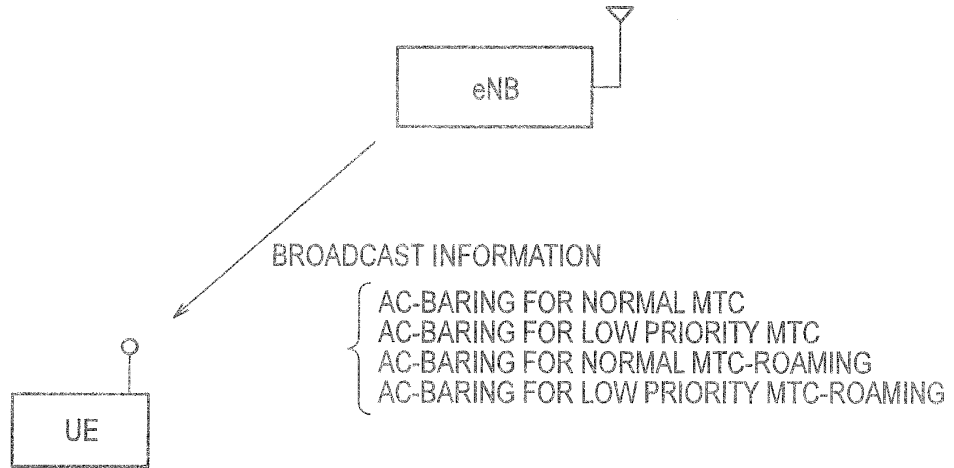 eNB
BROADCAST INFORMATION
AC-BARING FOR NORMAL MTC
AC-BARING FOR LOW PRIORITY MTC
AC-BARING FOR NORMAL MTC-ROAMING
AC-BARING FOR LOW PRIORITY MTC-ROAMING
UE